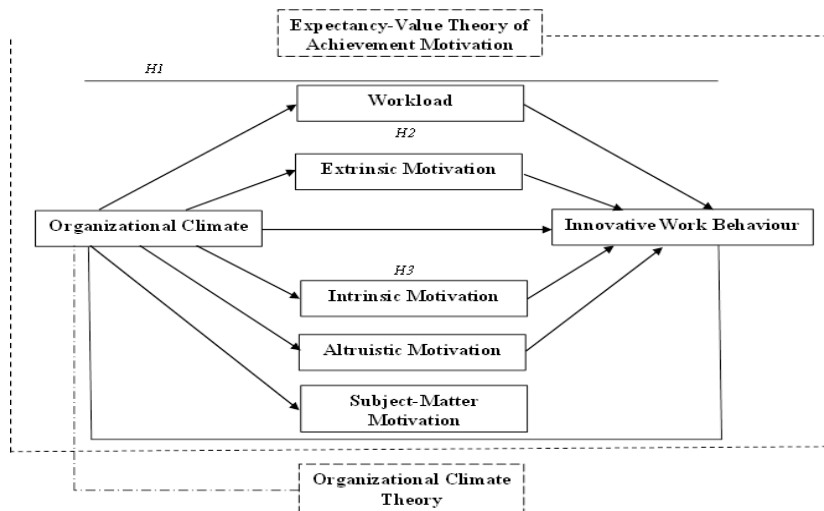 Expectancy-Value Theory of
Achievement Motivation
H1
Workload
H2
Extrinsic Motivation
Organizational Climate
Innovative Work Behaviour
H3
Intrinsic Motivation
Altruistic Motivation
Subject-Matter
Motivation
Organizational Climate
Theory